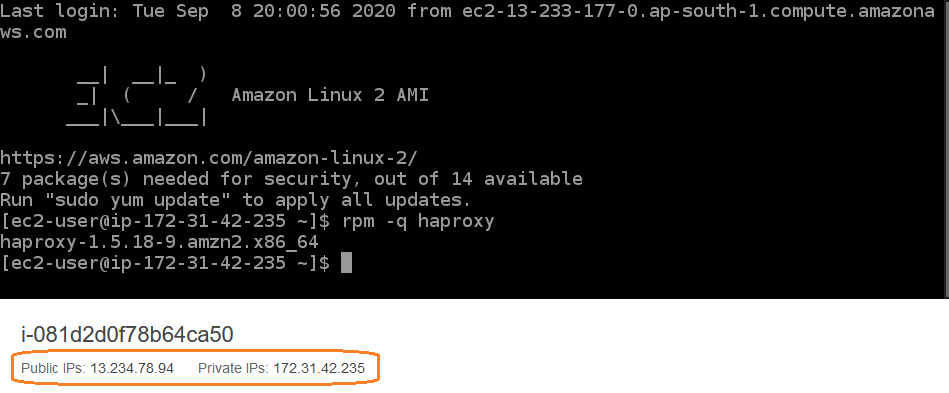 Last login: Tue Sep  8 20:00:56 2020 from ec2-13-233-177-0.ap-south-1.compute.amazona
ws.com
       __|  __|_  )
       _|  (     /   Amazon Linux 2 AMI
      ___|\___|___|
https://aws.amazon.com/amazon-linux-2/
7 package(s) needed for security, out of 14 available
Run "sudo yum update" to apply all updates.
[ec2-user@ip-172-31-42-235 ~]$ rpm -q haproxy
haproxy-1.5.18-9.amzn2.x86_64
[ec2-user@ip-172-31-42-235 ~]$
i-081d2d0f78b64ca50
Public IPs: 13.234.78.94 Private IPs: 172.31.42.235